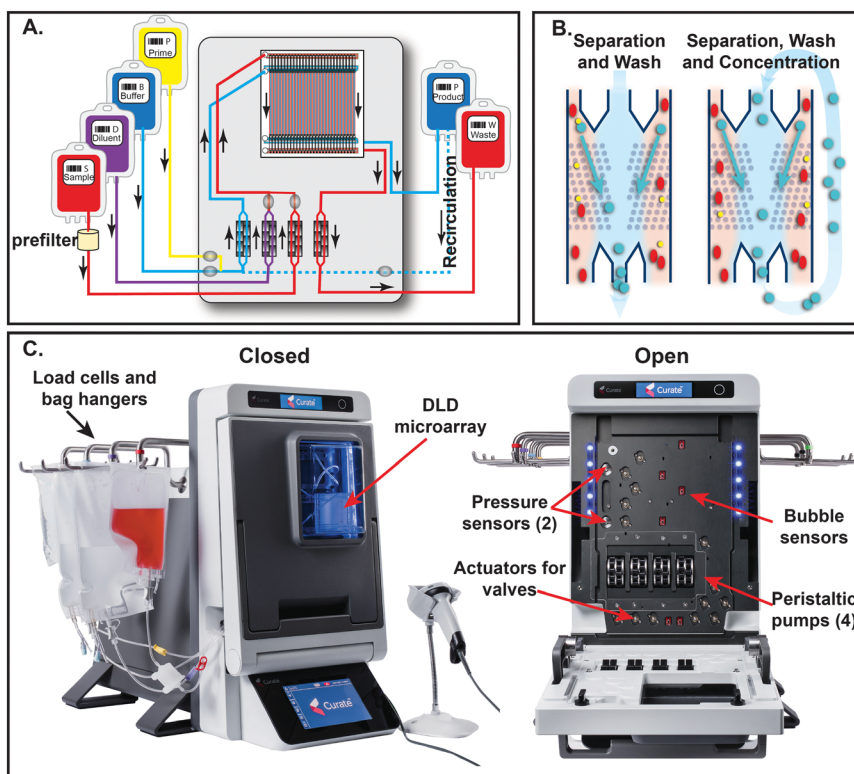 A.
P
Prime
B
Buffer
D
Diluent
S
Sample
prefilter
P
Product
W
Waste
Recirculation
B.
Separation
and Wash
Separation, Wash
and Concentration
C.
Closed
Open
Load cells and
bag hangers
DLD
microarray
Curate
Curate
Curate
Pressure
sensors (2)
Bubble
sensors
Actuators for
valves
Peristaltic
pumps (4)